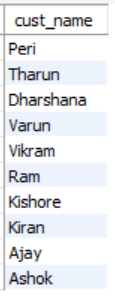 cust_name
Peri
Tharun
Dharshana
Varun
Vikram
Ram
Kishore
Kiran
Ajay
Ashok